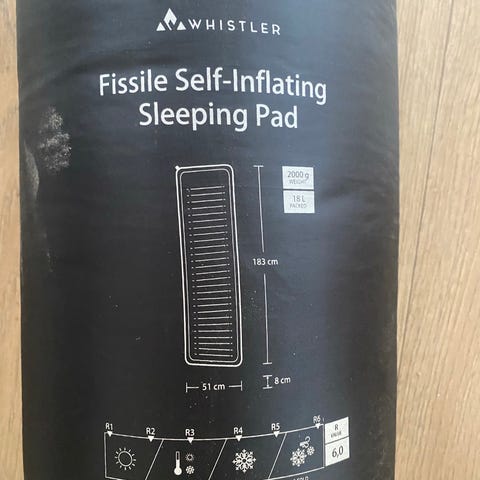 WHISTLER
Fissile Self-Inflating
Sleeping Pad
2000 g
WEIGHT
18 L
PACKED
183 cm
51 cm
8 cm
R1 R2 R3 R4 R5 R6
R
VALUE
6,0